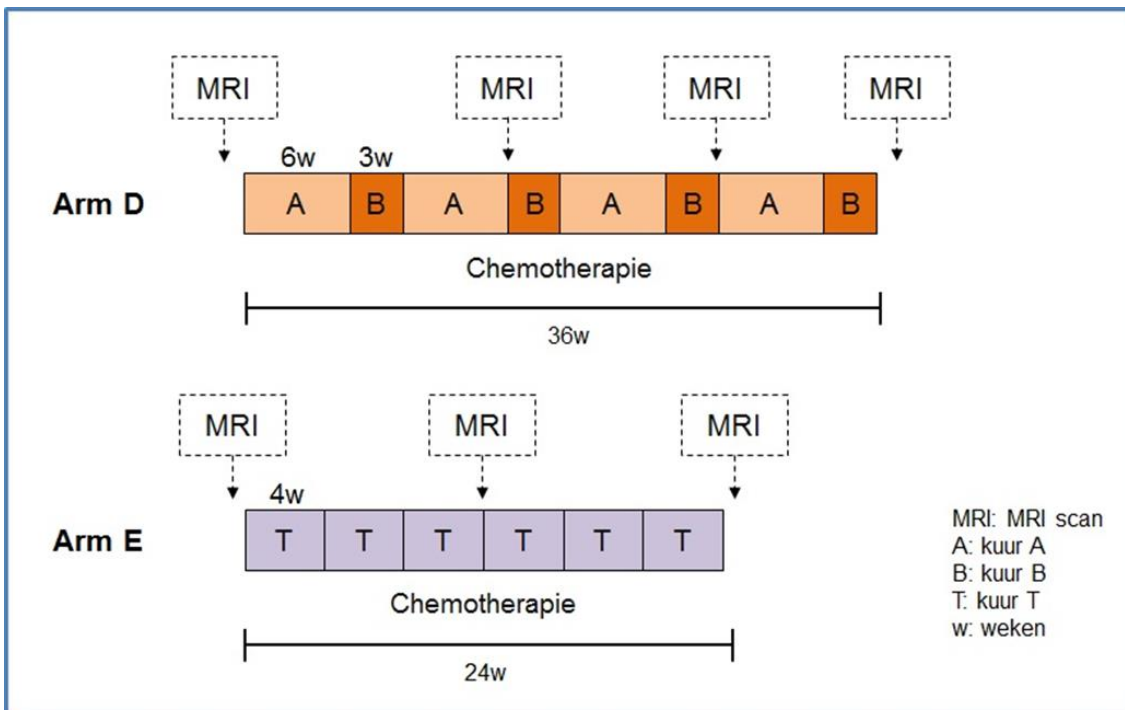 MRI MRI MRI MRI
6w 3w
Arm D A B A B A B A B
Chemotherapie
36w
MRI MRI MRI
4w
Arm E T T T T T T
Chemotherapie
24w
MRI: MRI scan
A: kuur A
B: kuur B
T: kuur T
w: weken